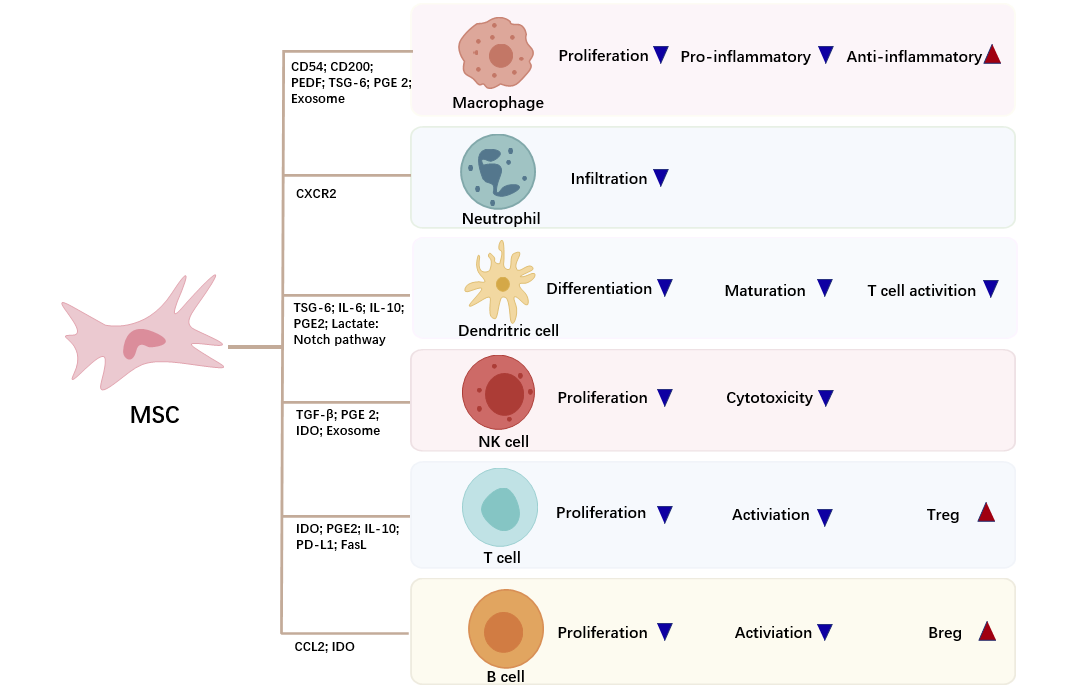 CD54; CD200;
PEDF; TSG-6; PGE 2;
Exosome
Macrophage
Proliferation
Pro-inflammatory
Anti-inflammatory
CXCR2
Neutrophil
Infiltration
TSG-6; IL-6; IL-10;
PGE2; Lactate:
Notch pathway
Dendritric cell
Differentiation
Maturation
T cell activition
MSC
TGF-β; PGE 2;
IDO; Exosome
NK cell
Proliferation
Cytotoxicity
IDO; PGE2; IL-10;
PD-L1; FasL
T cell
Proliferation
Activiation
Treg
CCL2; IDO
B cell
Proliferation
Activiation
Breg